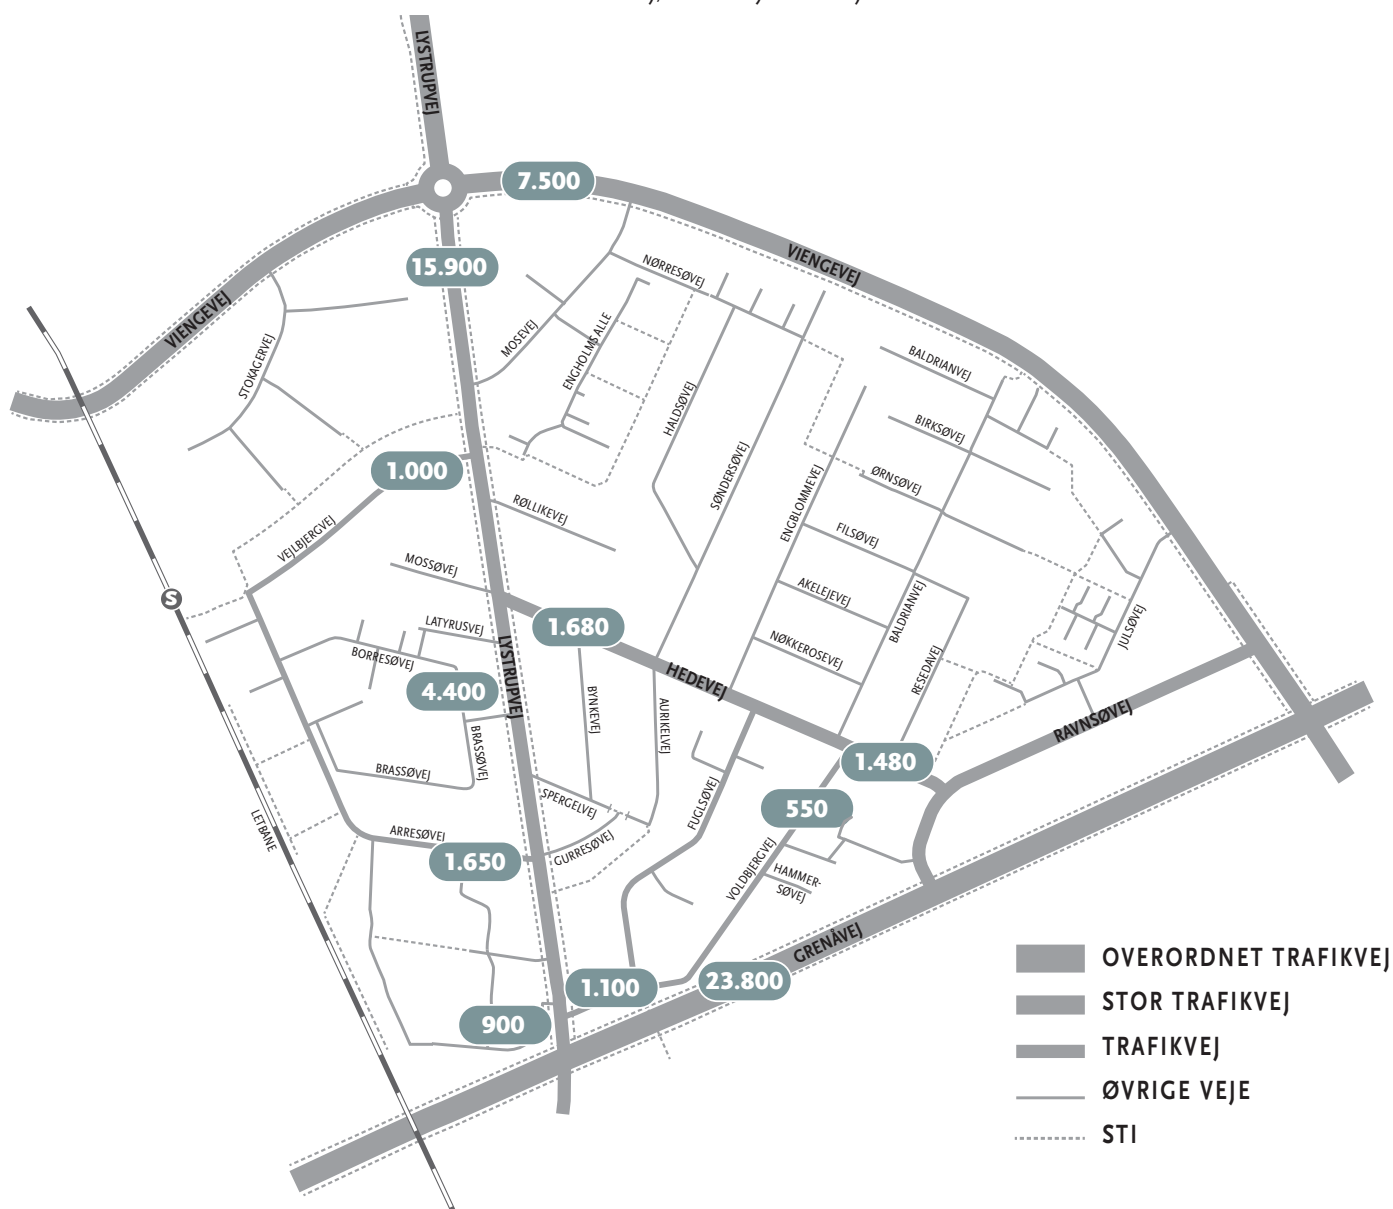 LYSTRUPVEJ
7.500
15.900
VIENGEVEJ
NØRRESØVEJ
VIENGEVEJ
STOKAGERVEJ
MOSEVEJ
ENGHOLMS ALLE
BALDRIANVEJ
HALDSØVEJ
BIRKSØVEJ
1.000
SØNDERSØVEJ
ENGBLOMMEVEJ
ØRNSØVEJ
RØLLIKEVEJ
VEJLBJERGVEJ
FILSØVEJ
MOSSØVEJ
AKELEJEVEJ
S
BALDRIANVEJ
JULSØVEJ
LATYRUSVEJ
1.680
LYSTRUPVEJ
NØKKEROSEVEJ
BORRESØVEJ
HEDEVEJ
RESEDAVEJ
4.400
BYNKEVEJ
AURIKELVEJ
RAVNSØVEJ
BRASSØVEJ
BRASSØVEJ
1.480
SPERGELVEJ
FUGLSØVEJ
550
LETBANE
ARRESØVEJ
GURRESØVEJ
1.650
VOLDBJERGVEJ
HAMMER-
SØVEJ
GRENÅVEJ
1.100
23.800
900
OVERORDNET TRAFIKVEJ
STOR TRAFIKVEJ
TRAFIKVEJ
ØVRIGE VEJE
STI